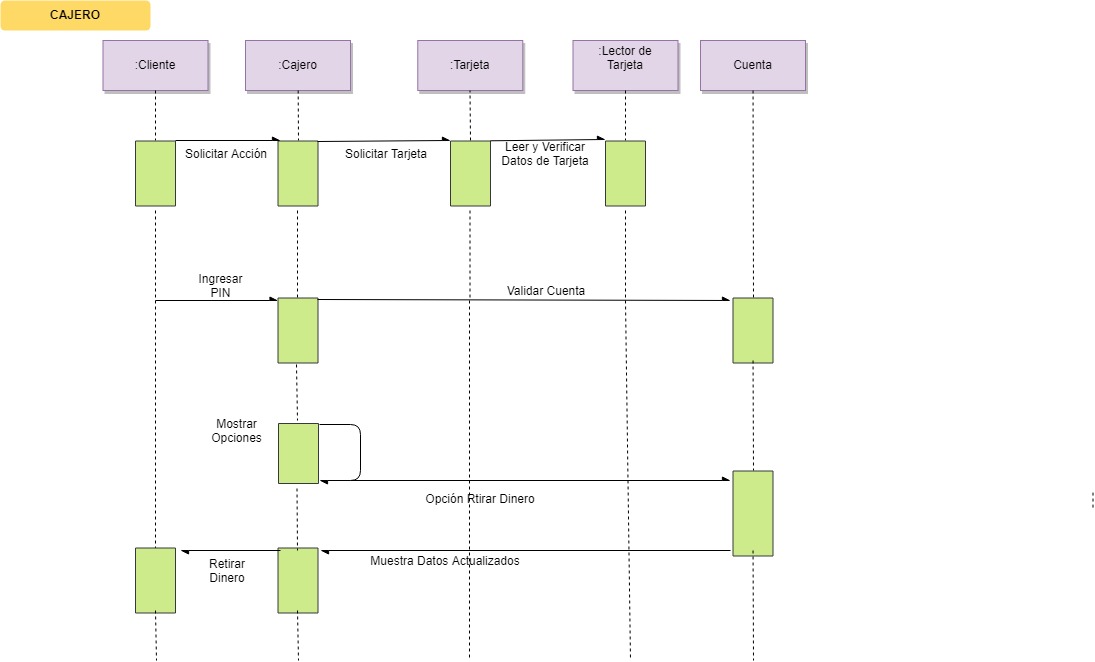 CAJERO
:Cliente
:Cajero
:Tarjeta
:Lector de
Tarjeta
Cuenta
Solicitar Acción
Solicitar Tarjeta
Leer y Verificar
Datos de Tarjeta
Ingresar
PIN
Validar Cuenta
Mostrar
Opciones
Opción Rtirar Dinero
Muestra Datos Actualizados
Retirar
Dinero